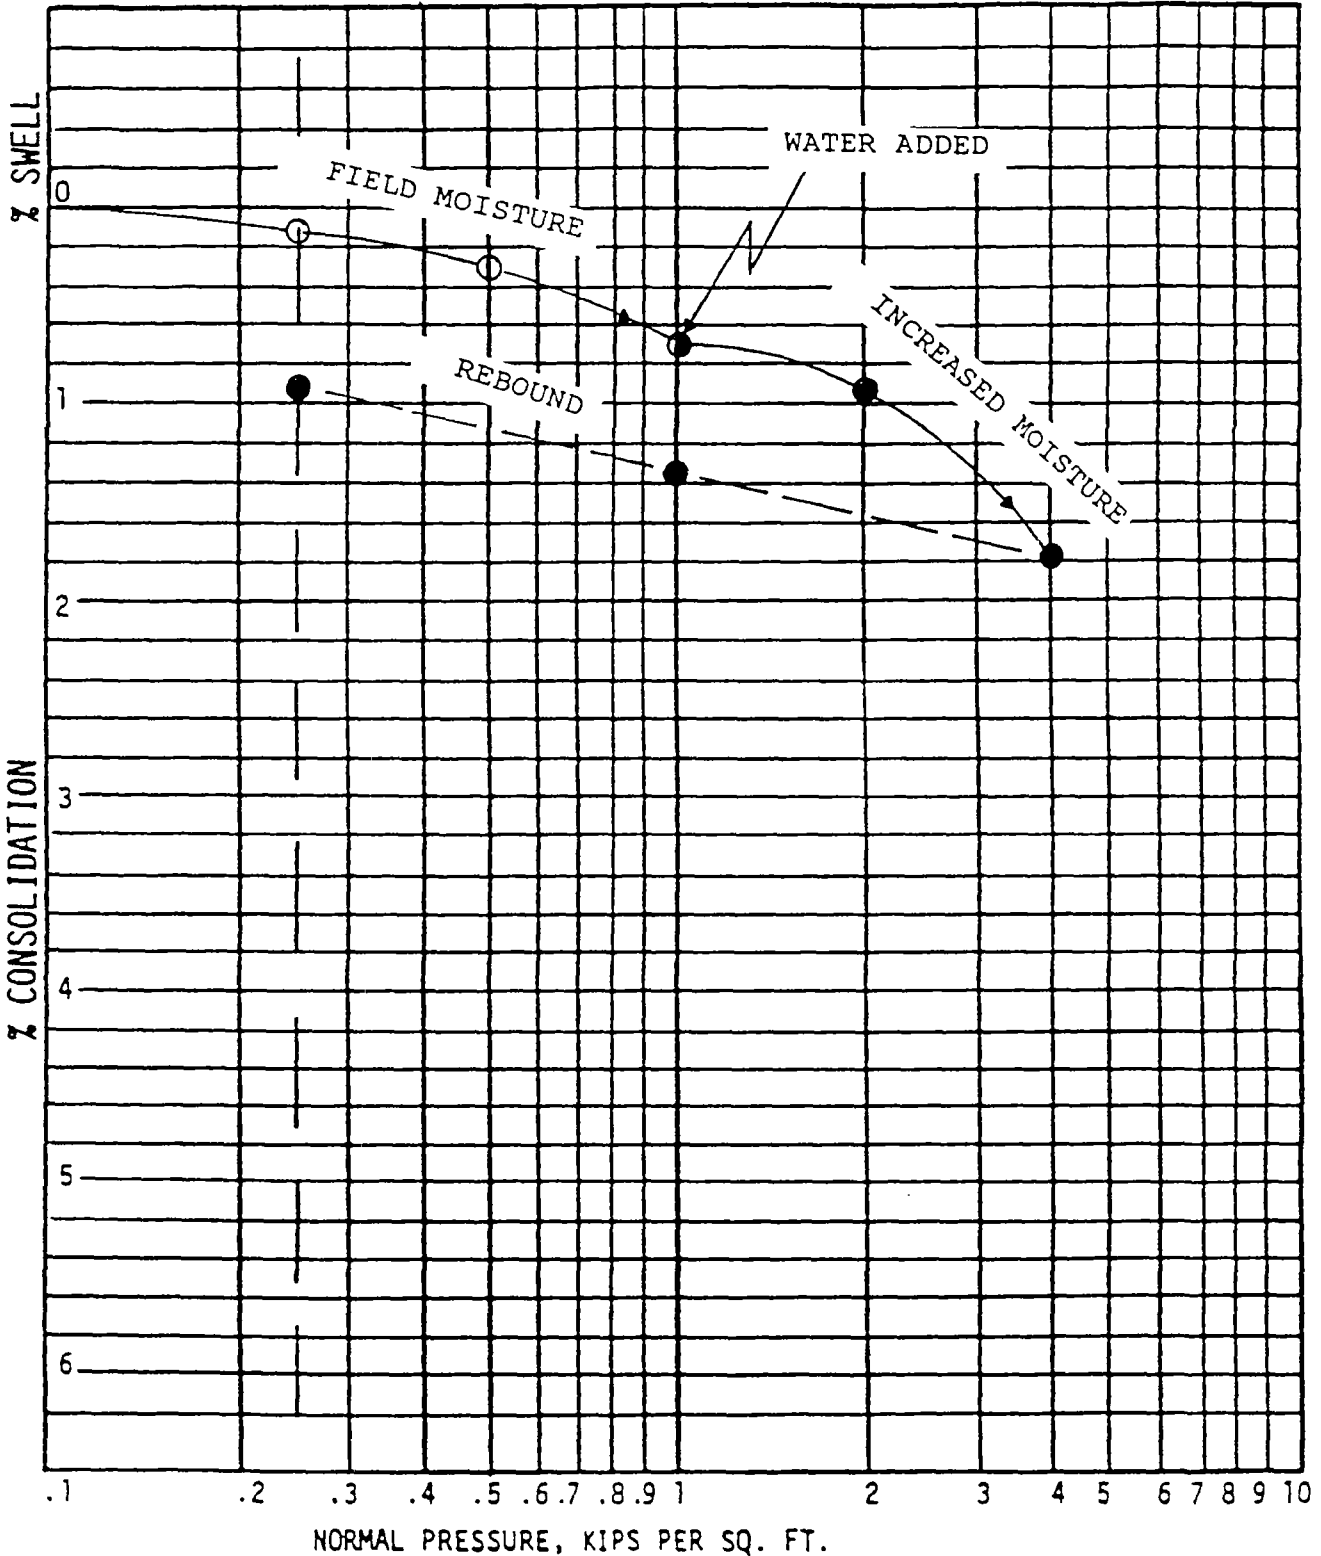 % SWELL
WATER ADDED
FIELD MOISTURE
INCREASED MOISTURE
REBOUND
% CONSOLIDATION
0
1
2
3
4
5
6
.1 .2 .3 .4 .5 .6 .7 .8 .9 1 2 3 4 5 6 7 8 9 10
NORMAL PRESSURE, KIPS PER SQ. FT.